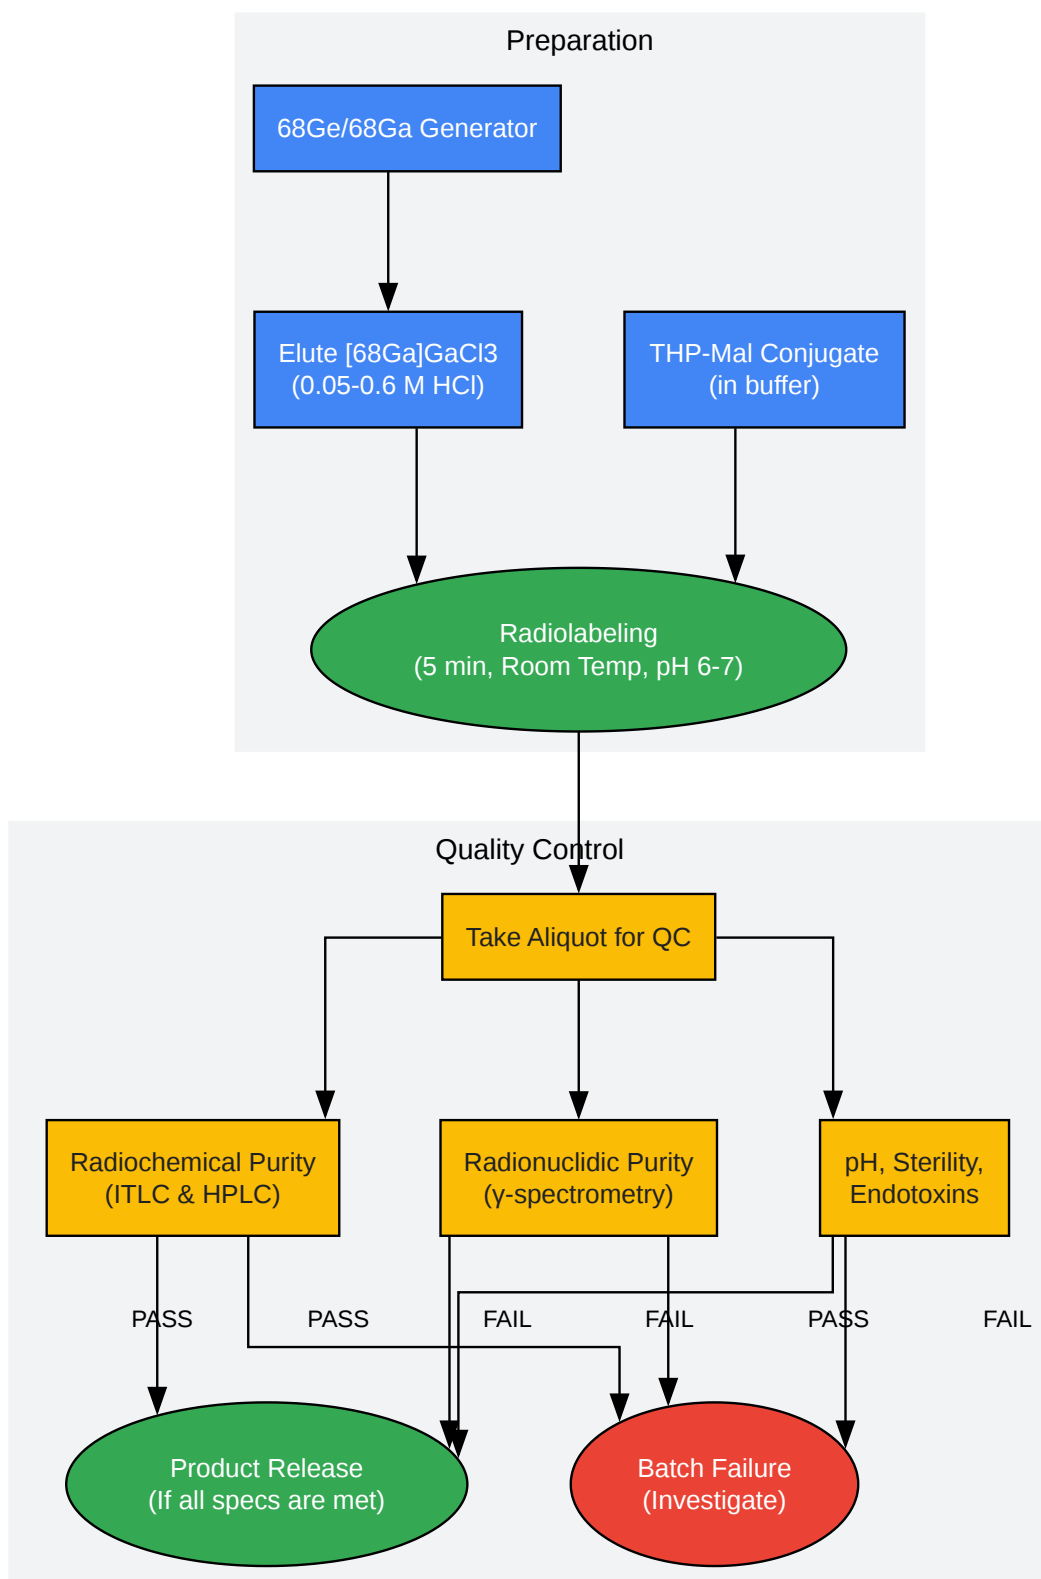 Preparation
68Ge/68Ga Generator
Elute [68Ga]GaCl3
(0.05-0.6 M HCl)
THP-Mal Conjugate
(in buffer)
Radiolabeling
(5 min, Room Temp, pH 6-7)
Quality Control
Take Aliquot for QC
Radiochemical Purity
(ITLC & HPLC)
Radionuclidic Purity
(γ-spectrometry)
pH, Sterility,
Endotoxins
PASS
PASS
FAIL
FAIL
PASS
FAIL
Product Release
(If all specs are met)
Batch Failure
(Investigate)